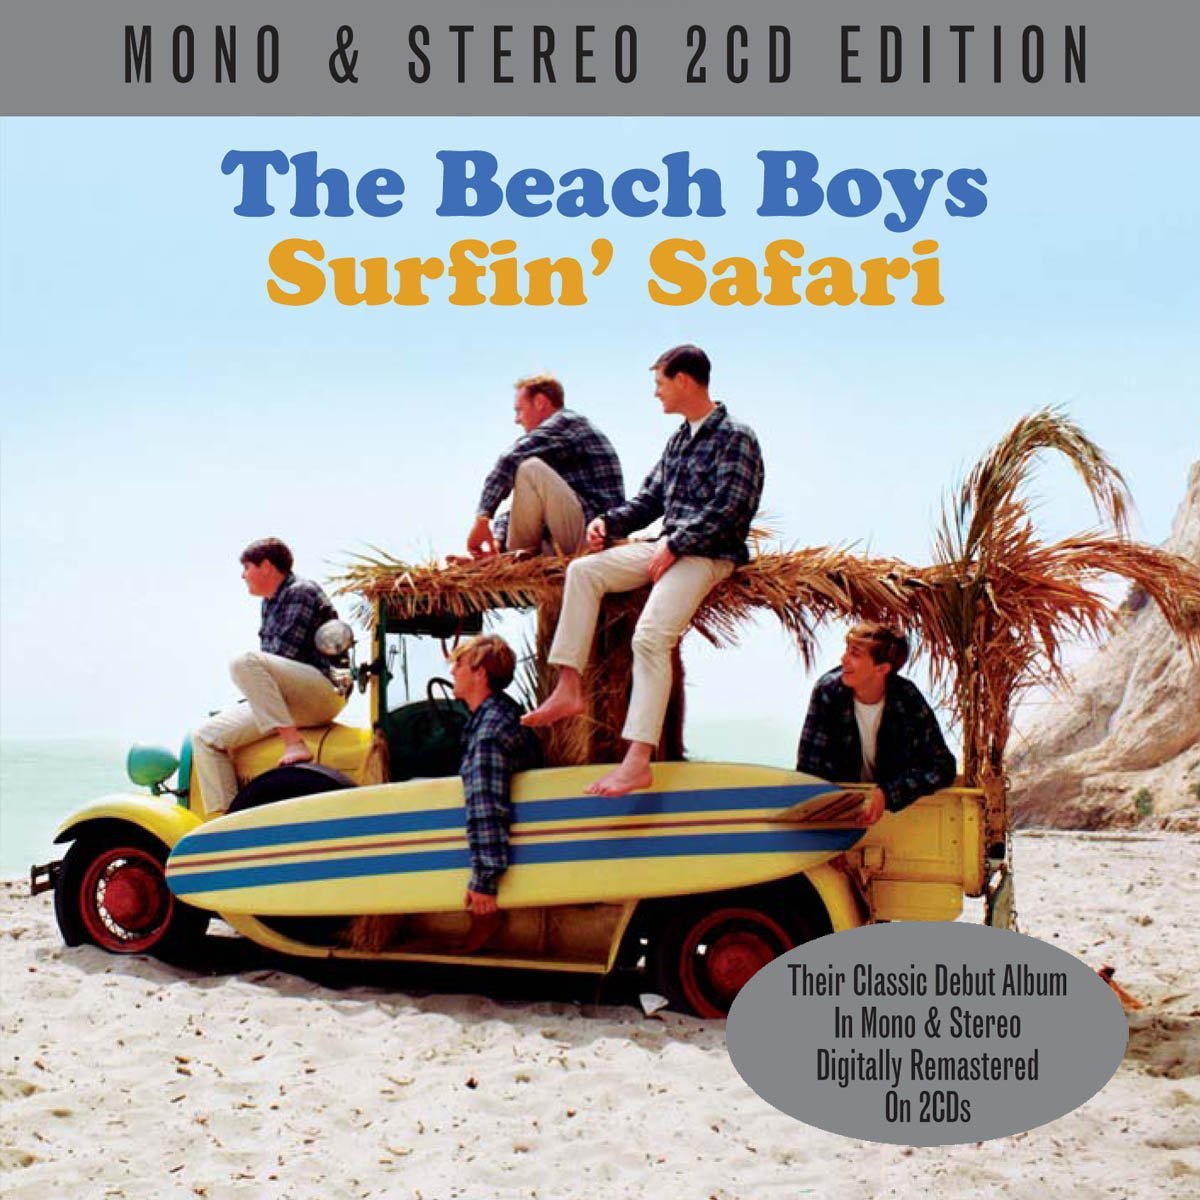 MONO & STEREO 2CD EDITION
The Beach Boys
Surfin’ Safari
Their Classic Debut Album
In Mono & Stereo
Digitally Remastered
On 2CDs